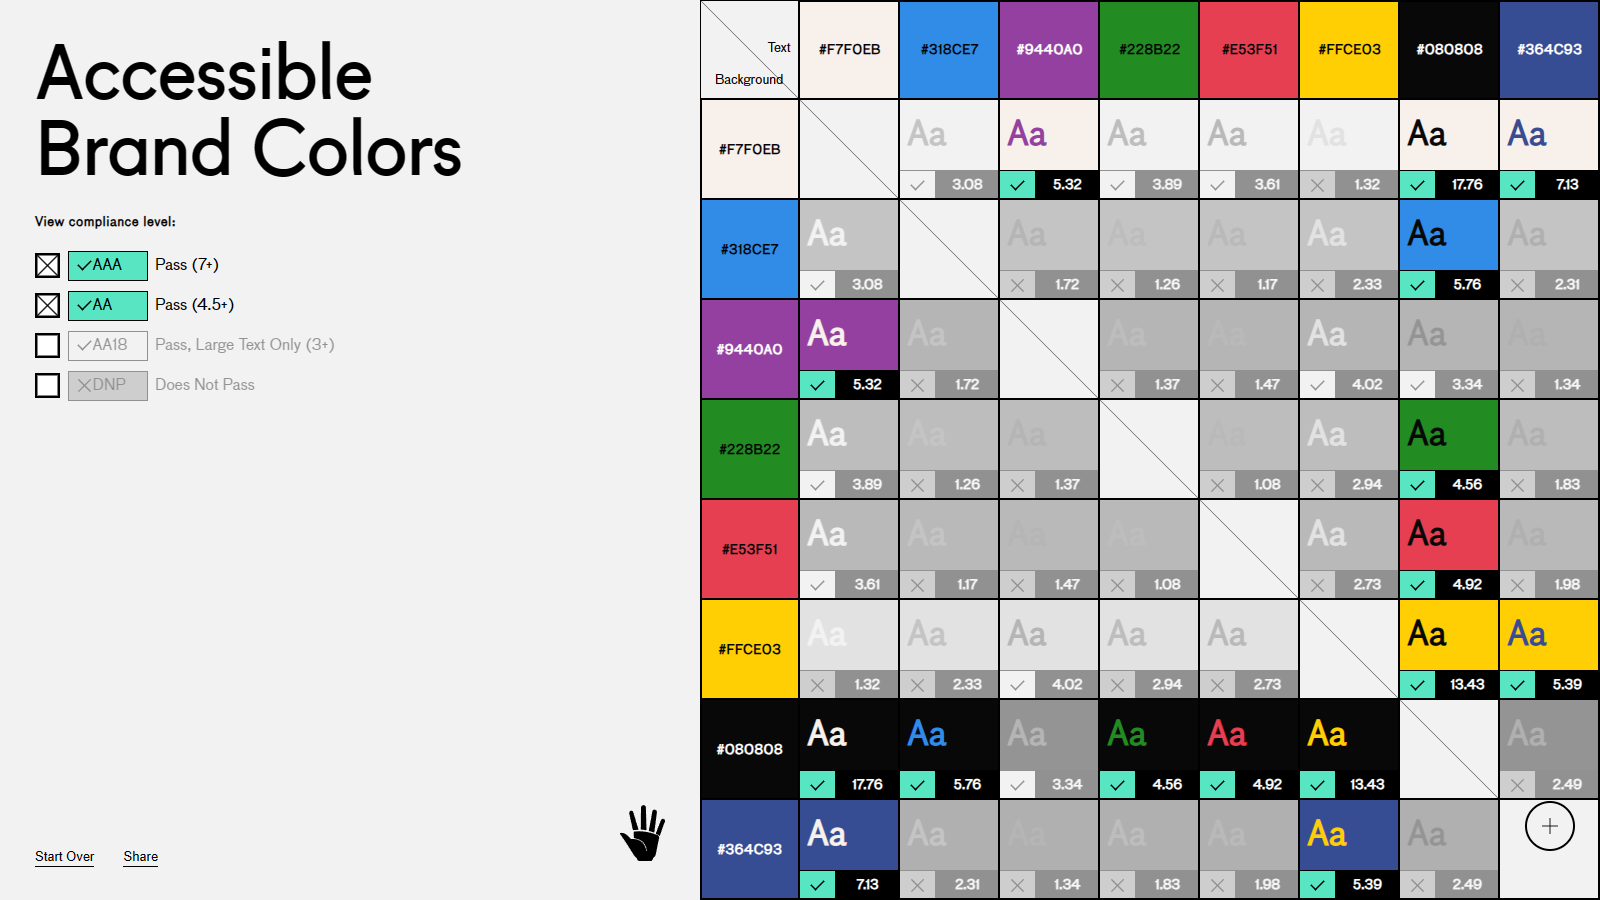 Accessible
Brand Colors
View compliance level:
AAA Pass (7+)
AA Pass (4.5+)
AA18 Pass, Large Text Only (3+)
DNP Does Not Pass
Start Over Share
Text
Background
#F7F0EB #318CE7 #9440A0 #228B22 #E53F51 #FFCE03 #080808 #364C93
#F7F0EB
Aa Aa Aa Aa Aa Aa Aa
3.08 5.32 3.89 3.61 1.32 17.76 7.13
#318CE7
Aa Aa Aa Aa Aa Aa Aa
3.08 1.72 1.26 1.17 2.33 5.76 2.31
#9440A0
Aa Aa Aa Aa Aa Aa Aa
5.32 1.72 1.37 1.47 4.02 3.34 1.34
#228B22
Aa Aa Aa Aa Aa Aa Aa
3.89 1.26 1.37 1.08 2.94 4.56 1.83
#E53F51
Aa Aa Aa Aa Aa Aa Aa
3.61 1.17 1.47 1.08 2.73 4.92 1.98
#FFCE03
Aa Aa Aa Aa Aa Aa Aa
1.32 2.33 4.02 2.94 2.73 13.43 5.39
#080808
Aa Aa Aa Aa Aa Aa Aa
17.76 5.76 3.34 4.56 4.92 13.43 2.49
#364C93
Aa Aa Aa Aa Aa Aa Aa
7.13 2.31 1.34 1.83 1.98 5.39 2.49